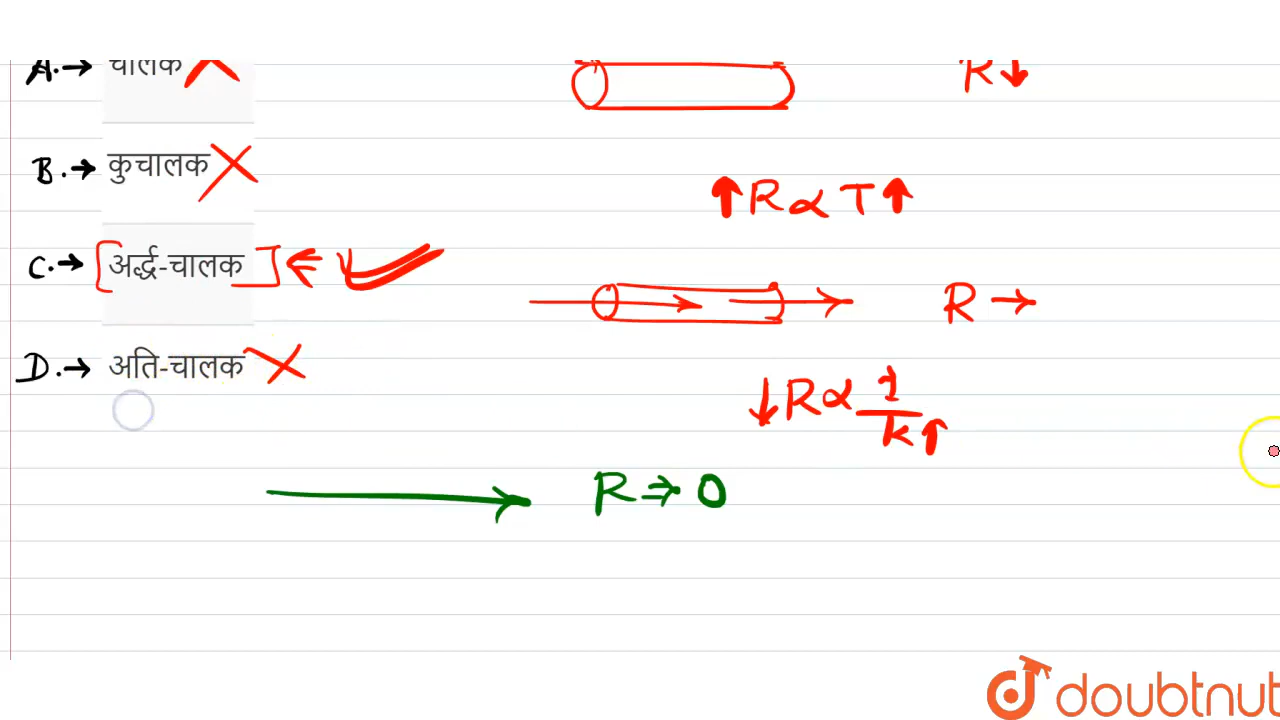 A.→ चालक
R↓
B.→ कुचालक
↑R∝T↑
C.→ [अर्द्ध-चालक]
R→
D.→ अति-चालक
↓R∝1/k↑
R⇒0
doubtnut